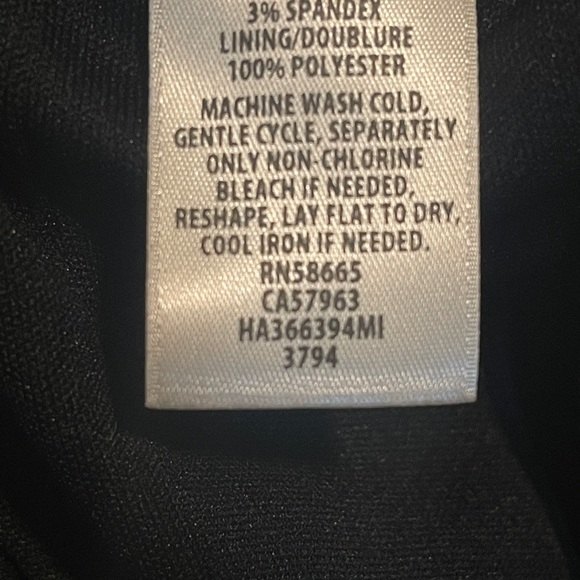 3% SPANDEX
LINING/DOUBLURE
100% POLYESTER
MACHINE WASH COLD,
GENTLE CYCLE, SEPARATELY
ONLY NON-CHLORINE
BLEACH IF NEEDED,
RESHAPE, LAY FLAT TO DRY,
COOL IRON IF NEEDED.
RN58665
CA57963
HA366394MI
3794